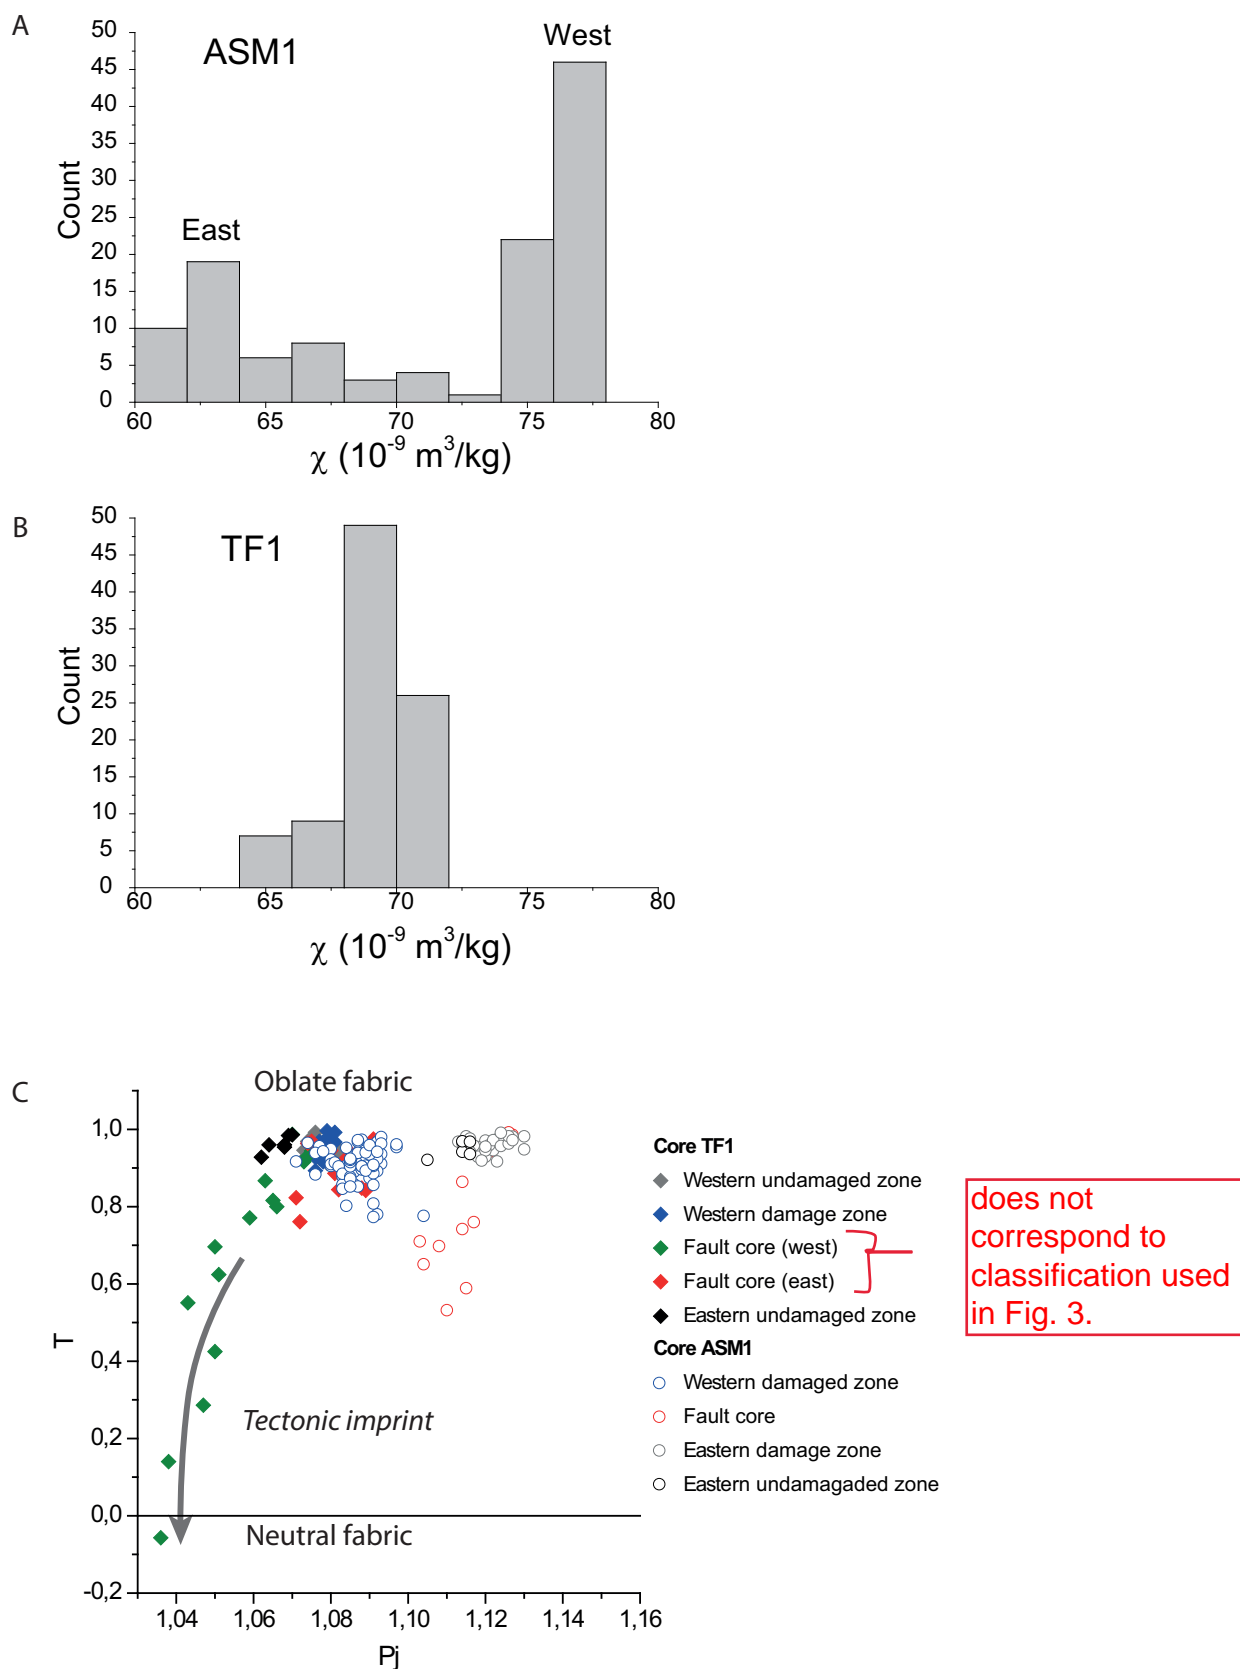 A
ASM1
West
East
50
45
40
35
30
25
20
15
10
5
0
Count
60
65
70
75
80
χ (10⁻⁹ m³/kg)
B
TF1
50
45
40
35
30
25
20
15
10
5
0
Count
60
65
70
75
80
χ (10⁻⁹ m³/kg)
C
Oblate fabric
1,0
0,8
0,6
0,4
0,2
0,0
-0,2
T
Tectonic imprint
Neutral fabric
1,04
1,06
1,08
1,10
1,12
1,14
1,16
Pj
Core TF1
Western undamaged zone
Western damage zone
Fault core (west)
Fault core (east)
Eastern undamaged zone
Core ASM1
Western damaged zone
Fault core
Eastern damage zone
Eastern undamagaded zone
does not
correspond to
classification used
in Fig. 3.